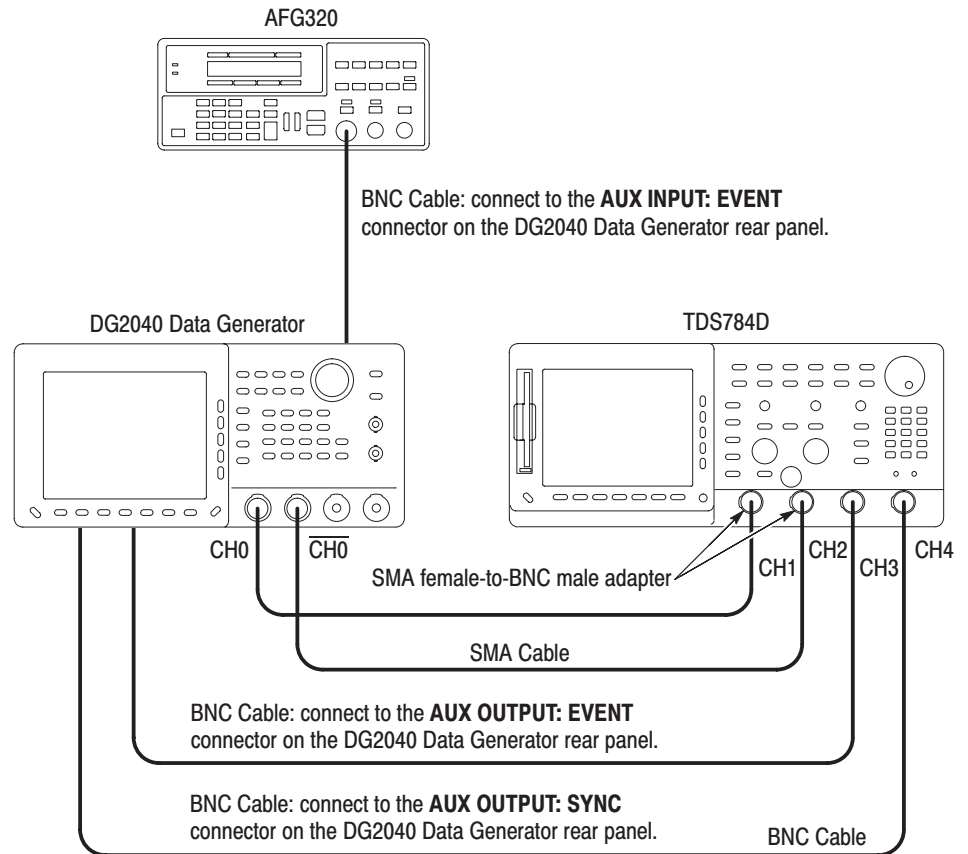 AFG320
BNC Cable: connect to the AUX INPUT: EVENT
connector on the DG2040 Data Generator rear panel.
DG2040 Data Generator
TDS784D
CH0
C̅H̅0̅
SMA female-to-BNC male adapter
CH1
CH2
CH3
CH4
SMA Cable
BNC Cable: connect to the AUX OUTPUT: EVENT
connector on the DG2040 Data Generator rear panel.
BNC Cable: connect to the AUX OUTPUT: SYNC
connector on the DG2040 Data Generator rear panel.
BNC Cable